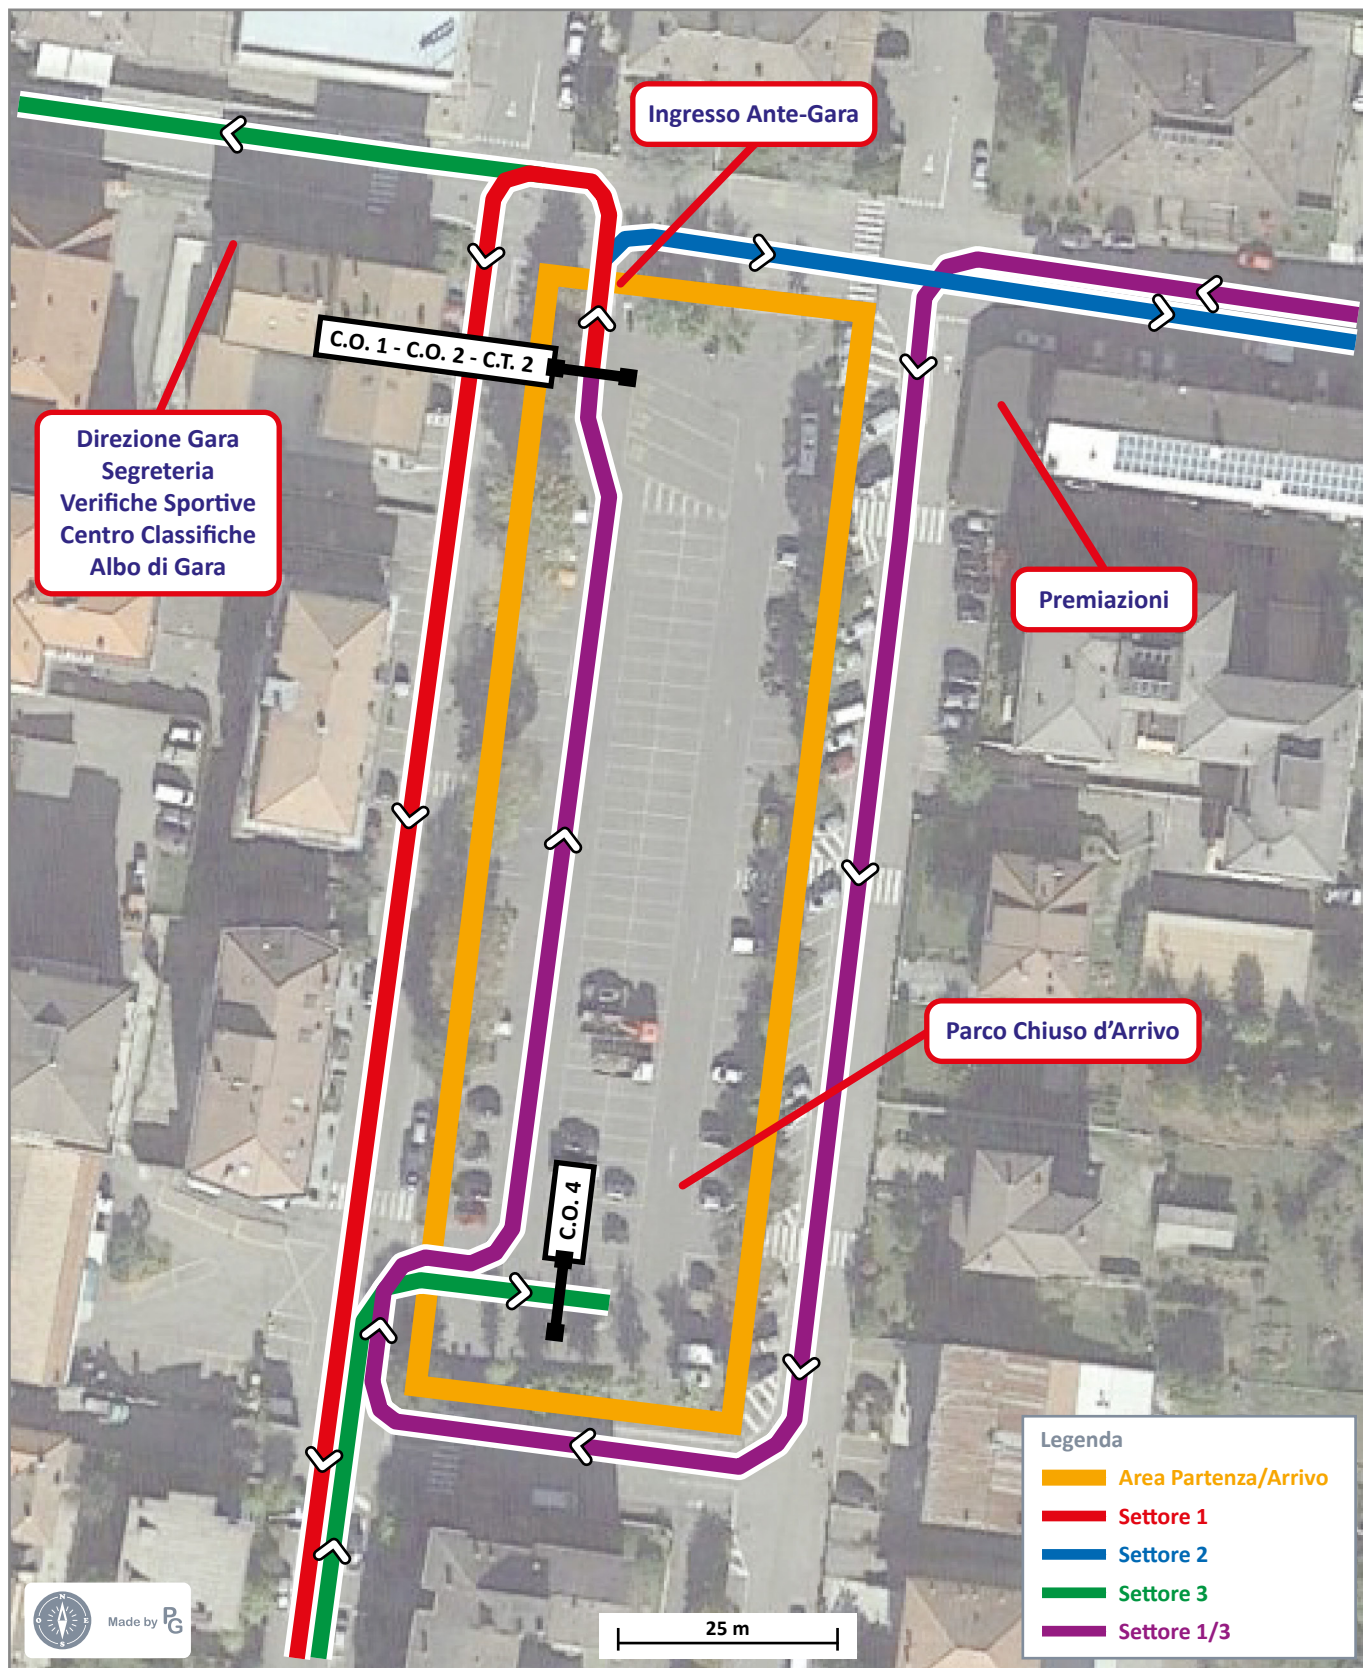 Ingresso Ante-Gara
C.O. 1 - C.O. 2 - C.T. 2
Direzione Gara
Segreteria
Verifiche Sportive
Centro Classifiche
Albo di Gara
Premiazioni
Parco Chiuso d'Arrivo
C.O. 4
Legenda
Area Partenza/Arrivo
Settore 1
Settore 2
Settore 3
Settore 1/3
N
O E
S
Made by PG
25 m